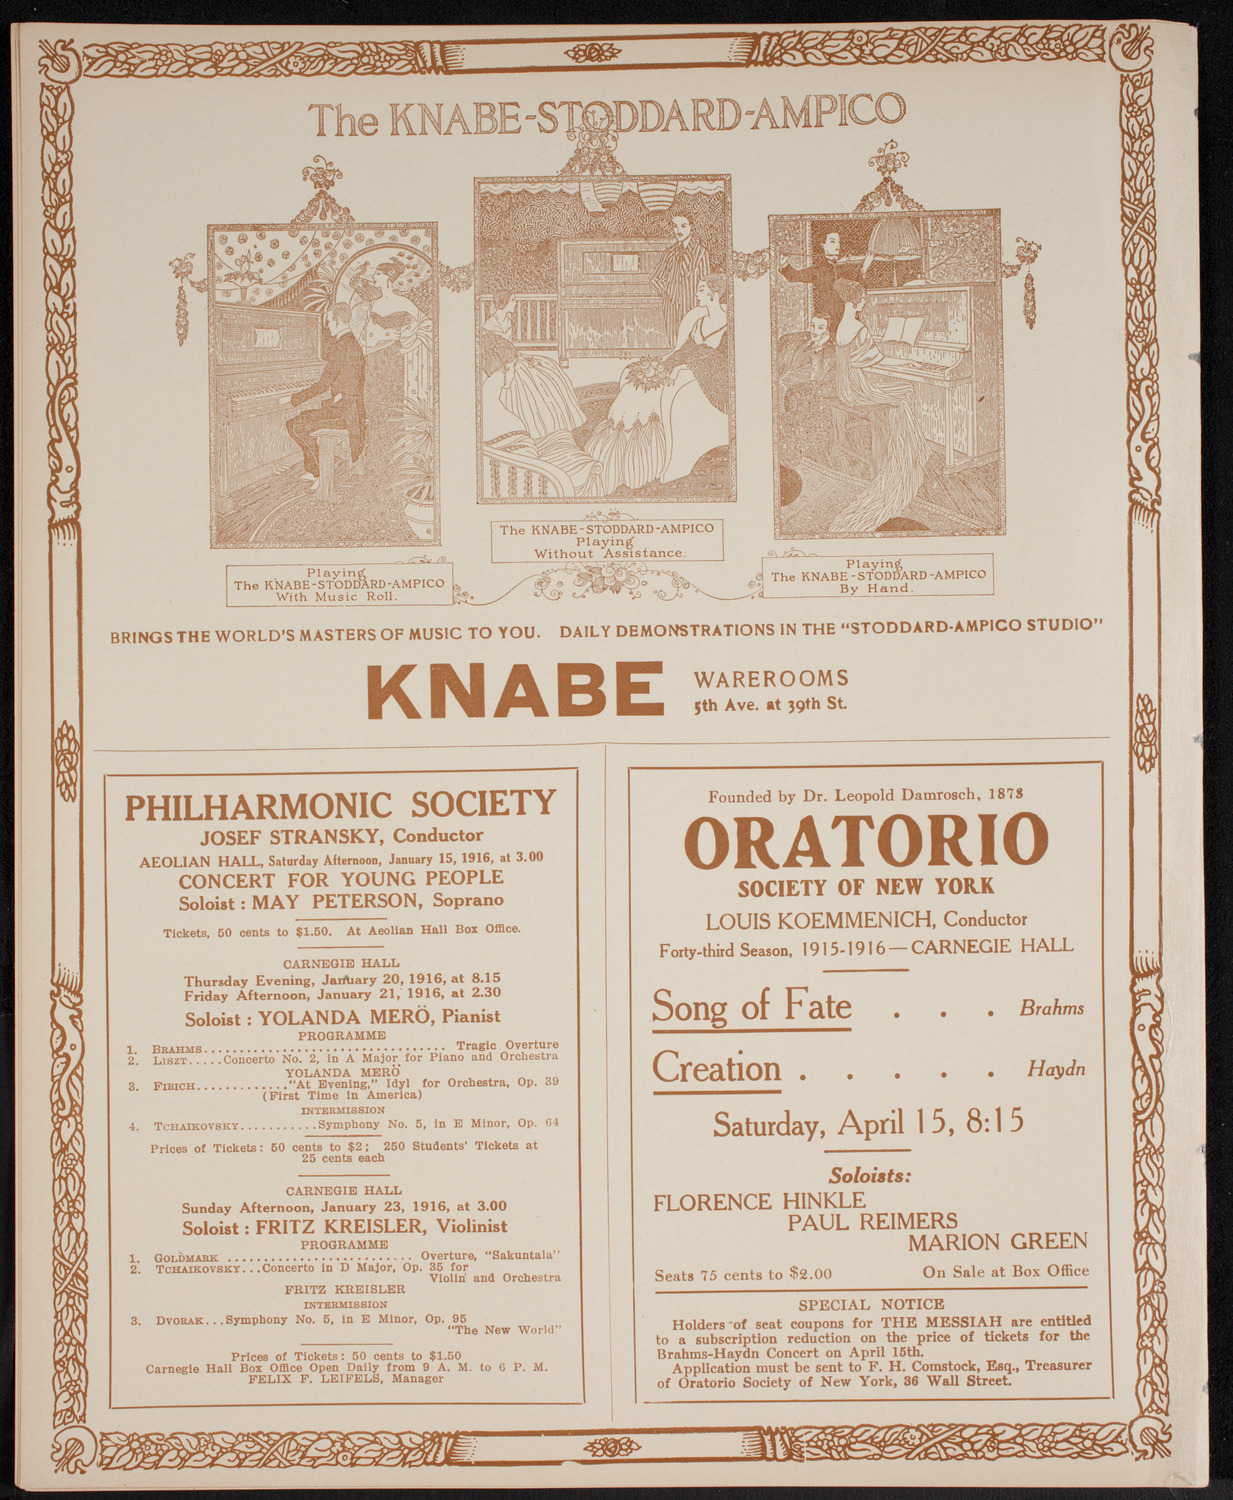 The KNABE-STODDARD-AMPICO
Playing
The KNABE-STODDARD-AMPICO
With Music Roll.
The KNABE-STODDARD-AMPICO
Playing
Without Assistance.
Playing
The KNABE-STODDARD-AMPICO
By Hand.
BRINGS THE WORLD'S MASTERS OF MUSIC TO YOU. DAILY DEMONSTRATIONS IN THE "STODDARD-AMPICO STUDIO"
KNABE
WAREROOMS
5th Ave. at 39th St.
PHILHARMONIC SOCIETY
JOSEF STRANSKY, Conductor
AEOLIAN HALL, Saturday Afternoon, January 15, 1916, at 3.00
CONCERT FOR YOUNG PEOPLE
Soloist : MAY PETERSON, Soprano
Tickets, 50 cents to $1.50. At Aeolian Hall Box Office.
CARNEGIE HALL
Thursday Evening, January 20, 1916, at 8.15
Friday Afternoon, January 21, 1916, at 2.30
Soloist : YOLANDA MERÖ, Pianist
PROGRAMME
1. BRAHMS................................ Tragic Overture
2. LISZT.....Concerto No. 2, in A Major for Piano and Orchestra
YOLANDA MERÖ
3. FIBICH............"At Evening," Idyl for Orchestra, Op. 39
(First Time in America)
INTERMISSION
4. TCHAIKOVSKY...........Symphony No. 5, in E Minor, Op. 64
Prices of Tickets: 50 cents to $2; 250 Students' Tickets at
25 cents each
CARNEGIE HALL
Sunday Afternoon, January 23, 1916, at 3.00
Soloist : FRITZ KREISLER, Violinist
PROGRAMME
1. GOLDMARK ......................... Overture, "Sakuntala"
2. TCHAIKOVSKY...Concerto in D Major, Op. 35 for
Violin and Orchestra
FRITZ KREISLER
INTERMISSION
3. DVORAK...Symphony No. 5, in E Minor, Op. 95
"The New World"
Prices of Tickets: 50 cents to $1.50
Carnegie Hall Box Office Open Daily from 9 A. M. to 6 P. M.
FELIX F. LEIFELS, Manager
Founded by Dr. Leopold Damrosch, 1873
ORATORIO
SOCIETY OF NEW YORK
LOUIS KOEMMENICH, Conductor
Forty-third Season, 1915-1916—CARNEGIE HALL
Song of Fate . . . Brahms
Creation . . . . . Haydn
Saturday, April 15, 8:15
Soloists:
FLORENCE HINKLE
PAUL REIMERS
MARION GREEN
Seats 75 cents to $2.00 On Sale at Box Office
SPECIAL NOTICE
Holders of seat coupons for THE MESSIAH are entitled
to a subscription reduction on the price of tickets for the
Brahms-Haydn Concert on April 15th.
Application must be sent to F. H. Comstock, Esq., Treasurer
of Oratorio Society of New York, 36 Wall Street.